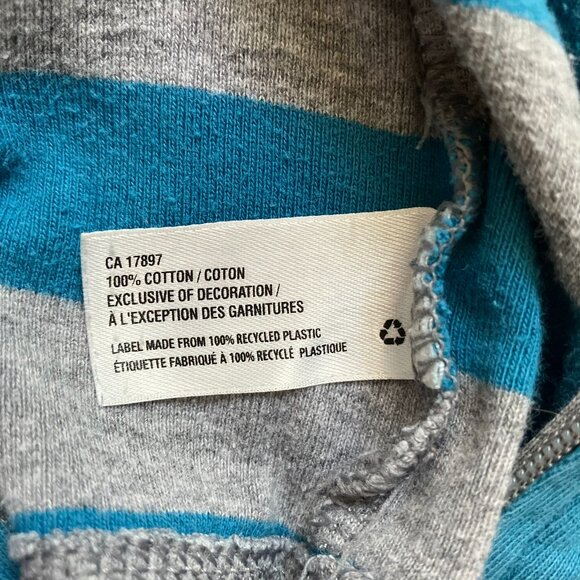 CA 17897
100% COTTON / COTON
EXCLUSIVE OF DECORATION /
À L'EXCEPTION DES GARNITURES
LABEL MADE FROM 100% RECYCLED PLASTIC
ÉTIQUETTE FABRIQUÉ À 100% RECYCLÉ PLASTIQUE